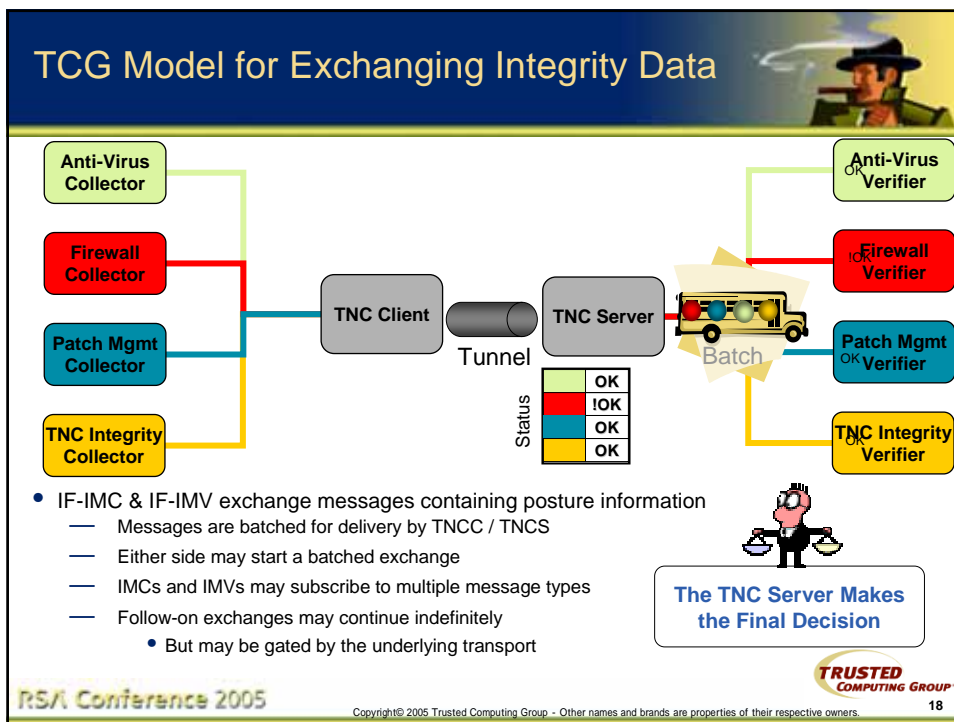 TCG Model for Exchanging Integrity Data
Anti-Virus
Collector
Firewall
Collector
Patch Mgmt
Collector
TNC Integrity
Collector
TNC Client
Tunnel
TNC Server
Batch
Anti-Virus
Verifier
OK
Firewall
Verifier
!OK
Patch Mgmt
Verifier
OK
TNC Integrity
Verifier
OK
Status
OK
!OK
OK
OK
• IF-IMC & IF-IMV exchange messages containing posture information
— Messages are batched for delivery by TNCC / TNCS
— Either side may start a batched exchange
— IMCs and IMVs may subscribe to multiple message types
— Follow-on exchanges may continue indefinitely
• But may be gated by the underlying transport
The TNC Server Makes
the Final Decision
RSA Conference 2005
Copyright© 2005 Trusted Computing Group - Other names and brands are properties of their respective owners.
TRUSTED
COMPUTING GROUP™
18